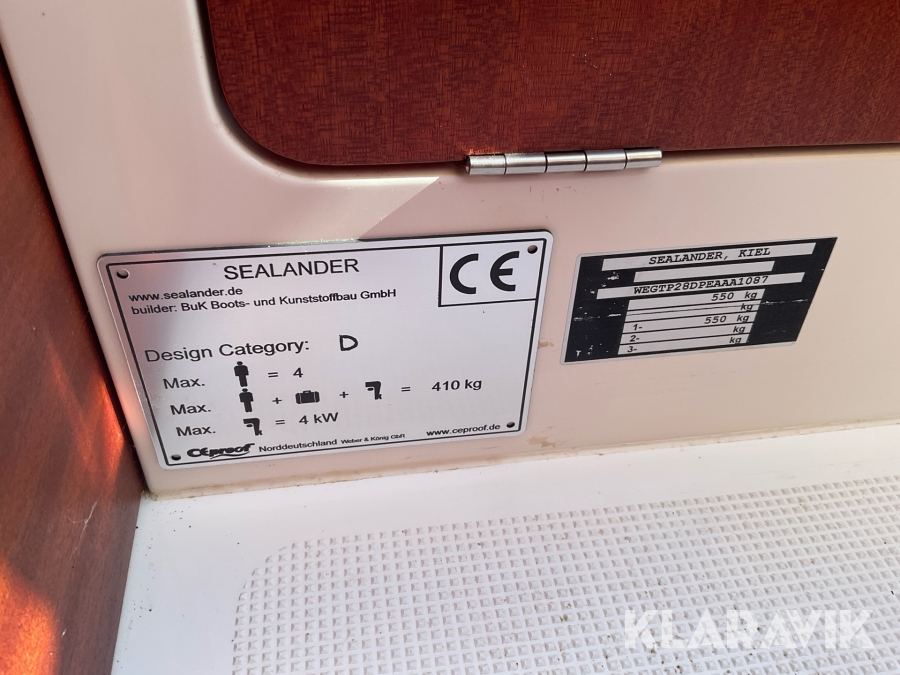 SEALANDER
CE
www.sealander.de
builder: BuK Boots- und Kunststoffbau GmbH
Design Category: D
Max. = 4
Max. + + = 410 kg
Max. = 4 kW
CEproof Norddeutschland Weber & König GbR www.ceproof.de
SEALANDER, KIEL
WEGTP28DPEAAA1087
550 kg
kg
1- 550 kg
2- kg
3- kg
KLARAVIK